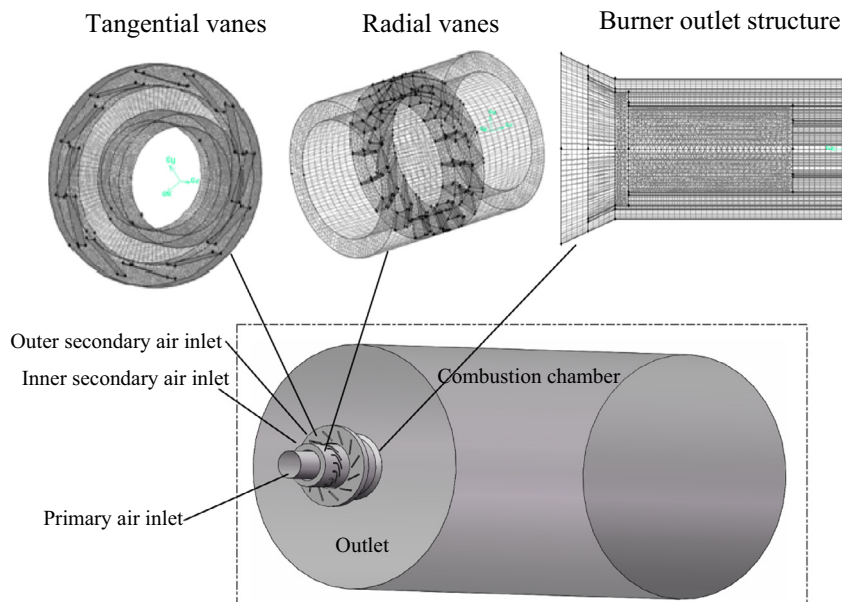 Tangential vanes
Radial vanes
Burner outlet structure
Outer secondary air inlet
Inner secondary air inlet
Combustion chamber
Primary air inlet
Outlet